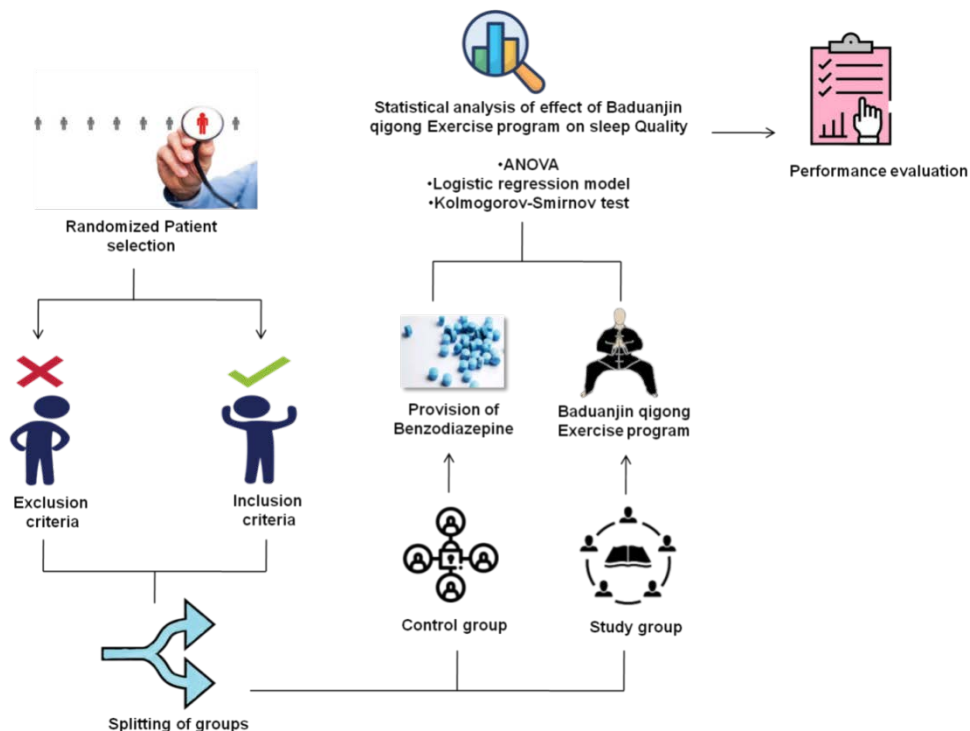 Statistical analysis of effect of Baduanjin
qigong Exercise program on sleep Quality
•ANOVA
•Logistic regression model
•Kolmogorov-Smirnov test
Performance evaluation
Randomized Patient
selection
Provision of
Benzodiazepine
Baduanjin qigong
Exercise program
Exclusion
criteria
Inclusion
criteria
Control group
Study group
Splitting of groups